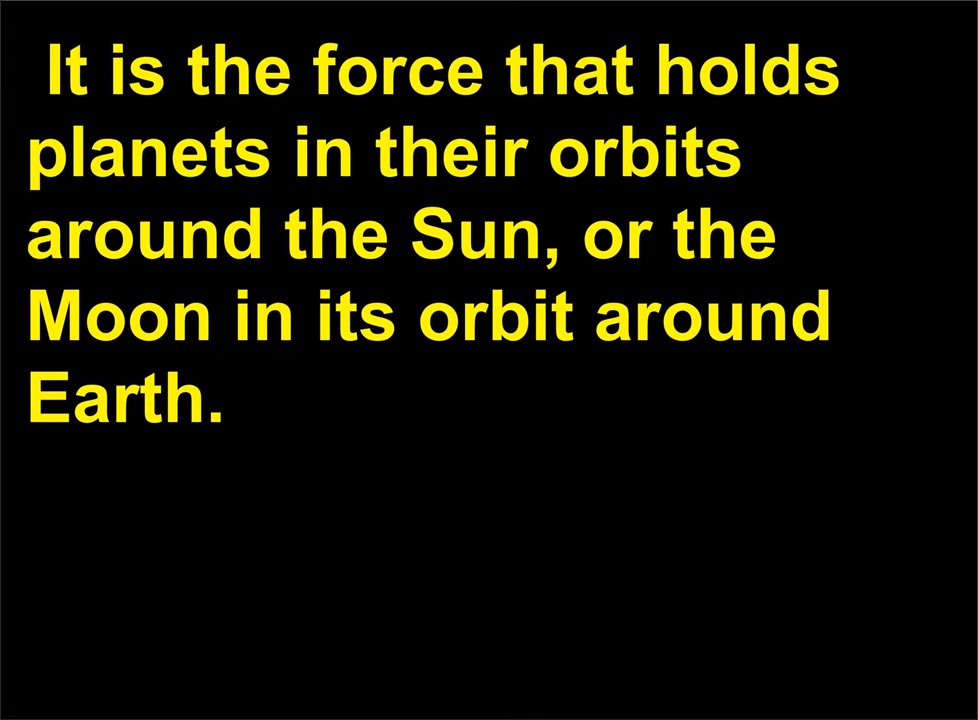 It is the force that holds
planets in their orbits
around the Sun, or the
Moon in its orbit around
Earth.